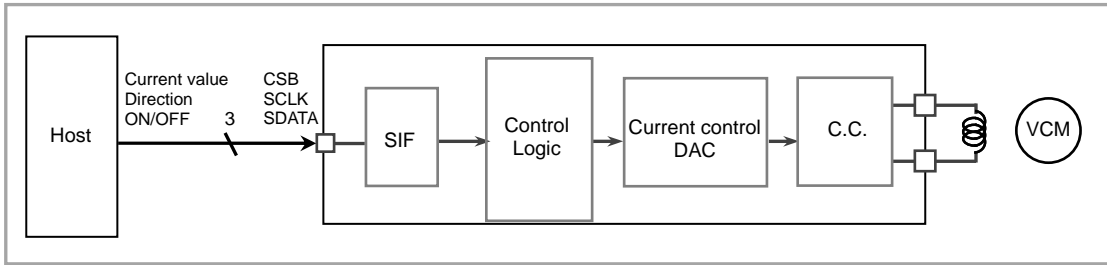 Host
Current value
Direction
ON/OFF
3
CSB
SCLK
SDATA
SIF
Control
Logic
Current control
DAC
C.C.
VCM